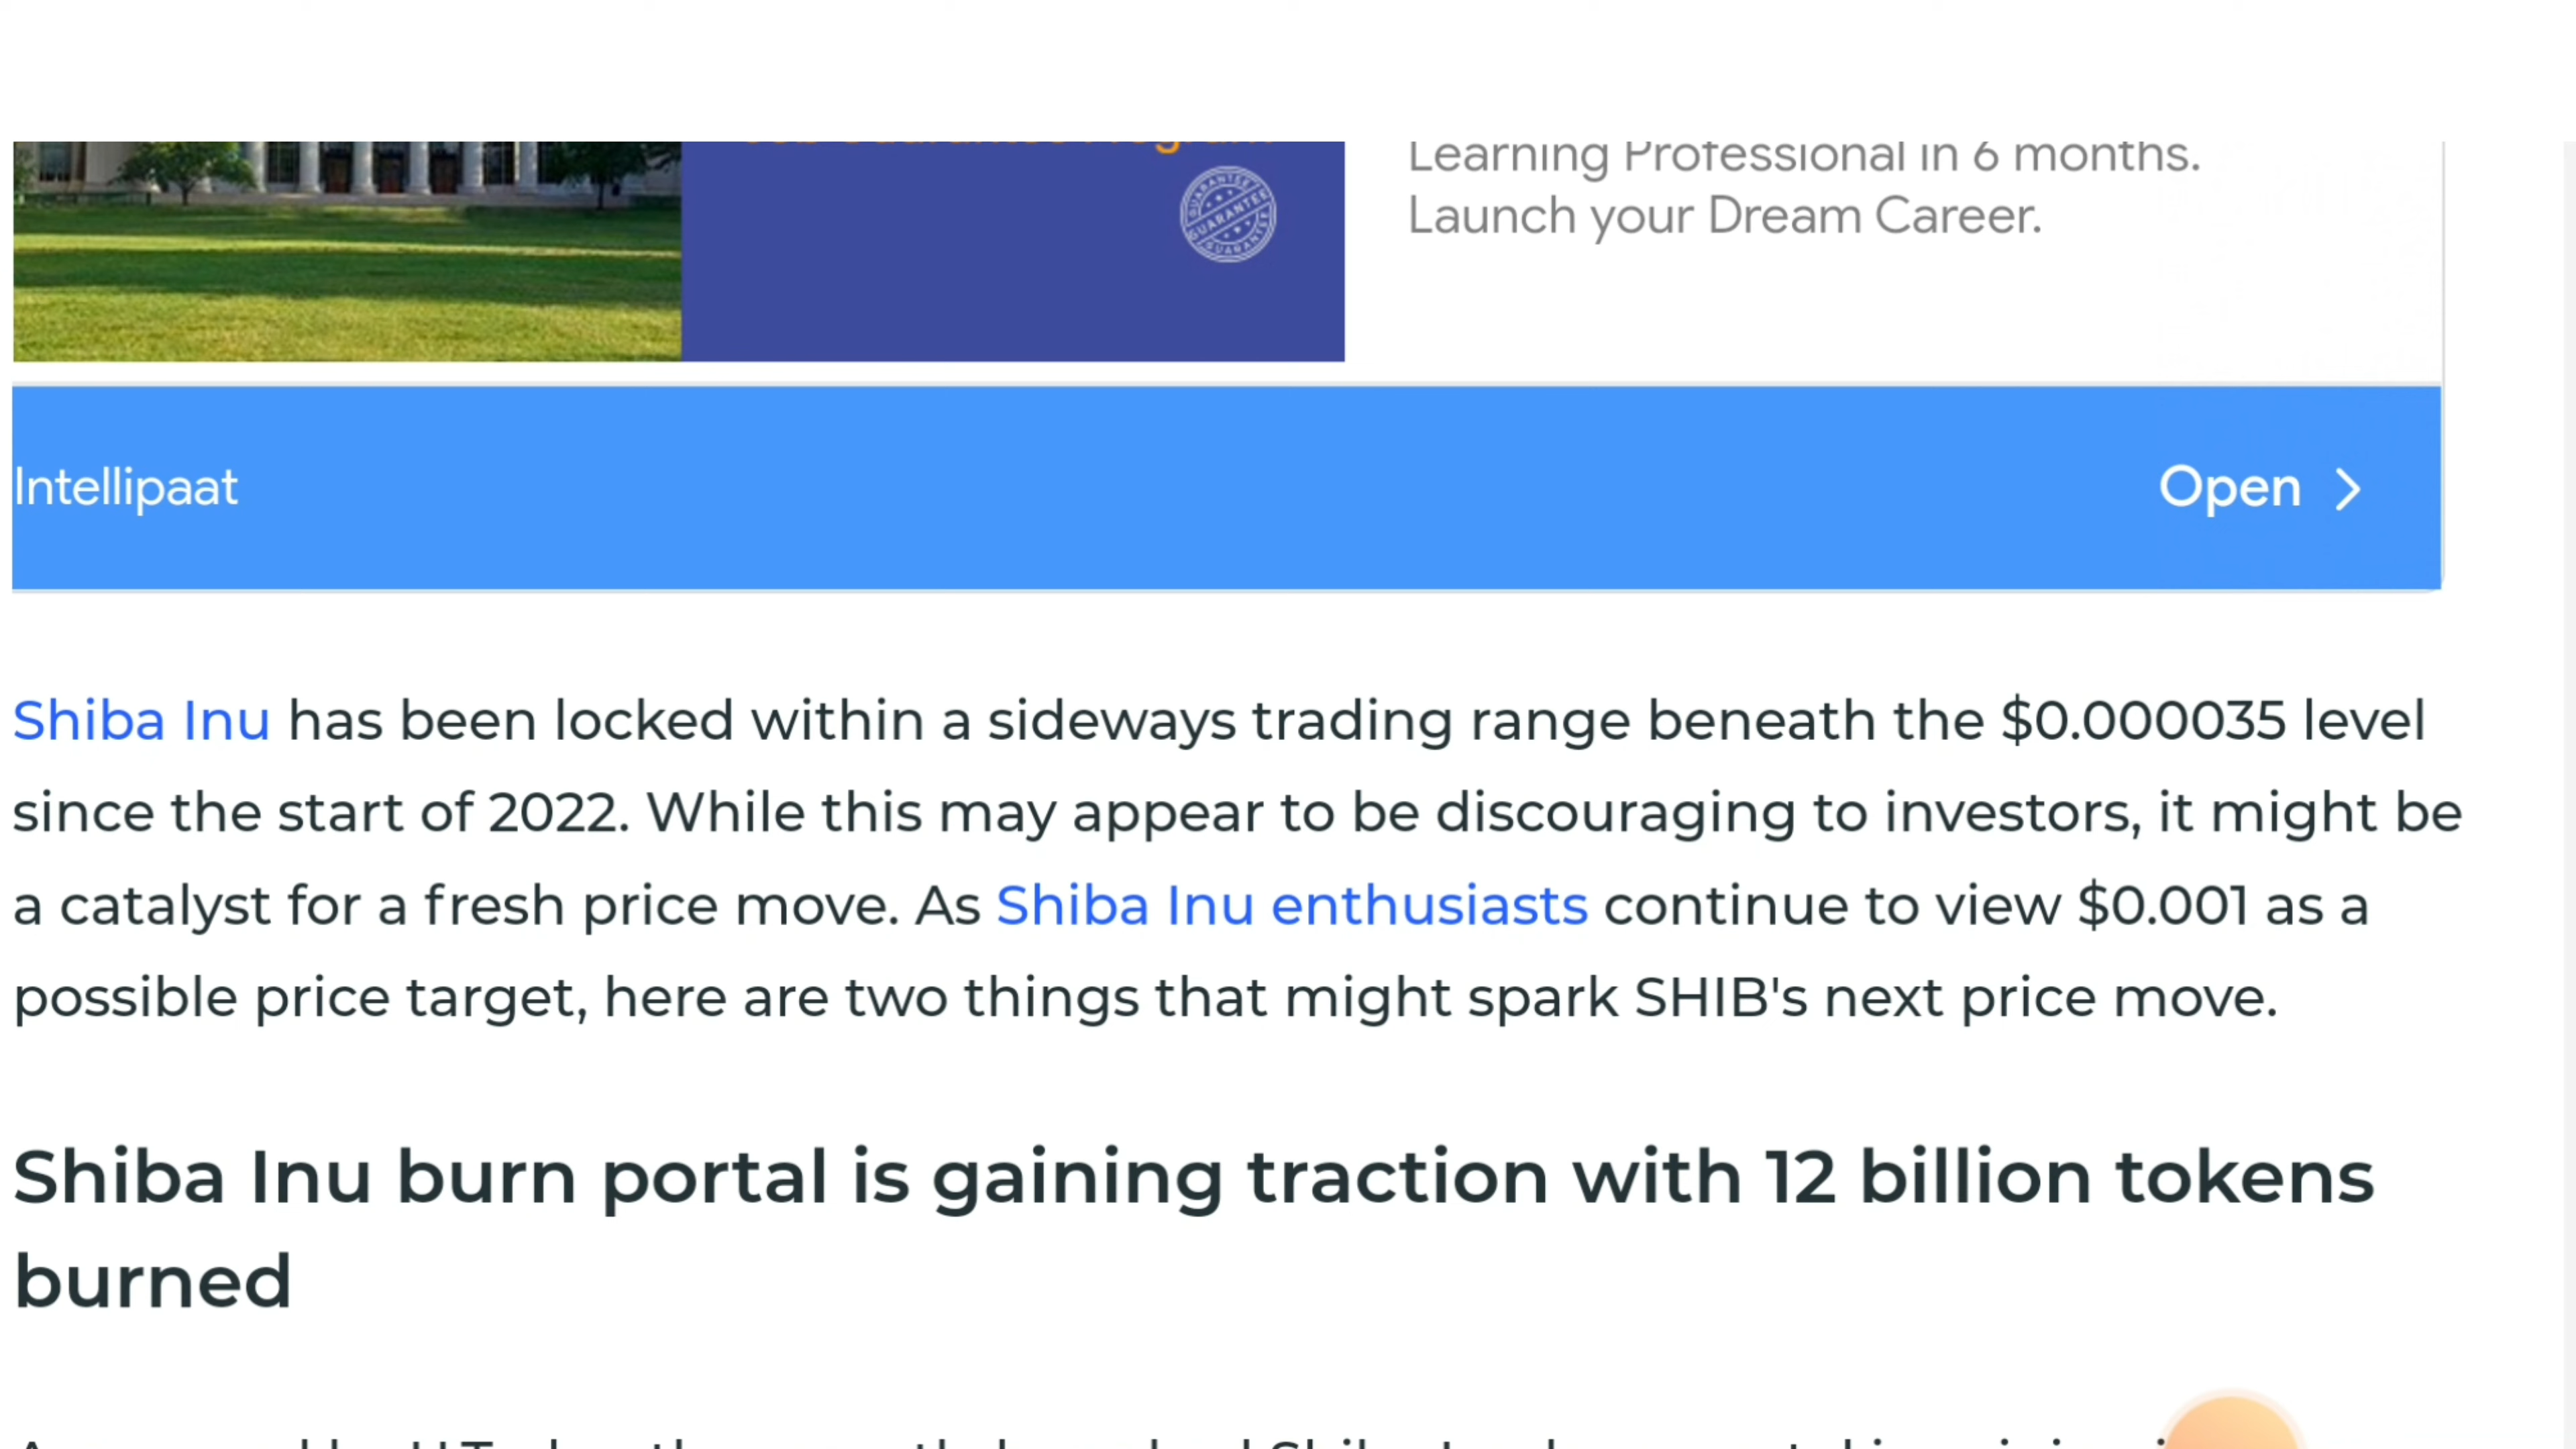 Learning Professional in 6 months.
Launch your Dream Career.
GUARANTEE
Intellipaat
Open
Shiba Inu has been locked within a sideways trading range beneath the $0.000035 level
since the start of 2022. While this may appear to be discouraging to investors, it might be
a catalyst for a fresh price move. As Shiba Inu enthusiasts continue to view $0.001 as a
possible price target, here are two things that might spark SHIB's next price move.
Shiba Inu burn portal is gaining traction with 12 billion tokens
burned